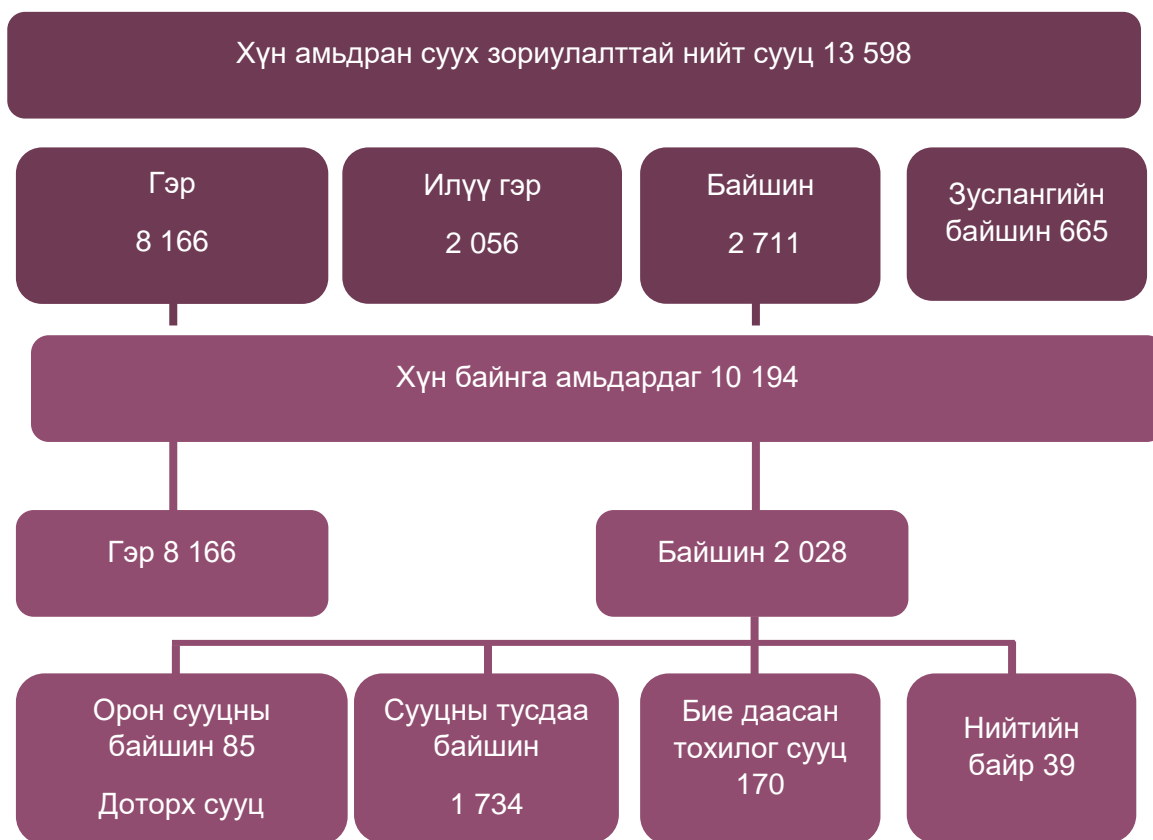 Хүн амьдран суух зориулалттай нийт сууц 13 598
Гэр
8 166
Илүү гэр
2 056
Байшин
2 711
Зуслангийн
байшин 665
Хүн байнга амьдардаг 10 194
Гэр 8 166
Байшин 2 028
Орон сууцны
байшин 85
Доторх сууц
Сууцны тусдаа
байшин
1 734
Бие даасан
тохилог сууц
170
Нийтийн
байр 39